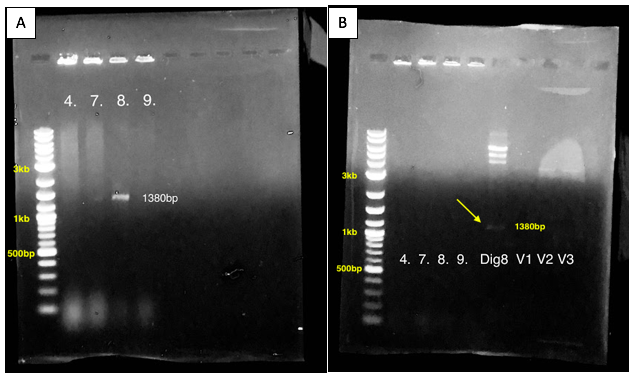 A
4. 7. 8. 9.
3kb
1380bp
1kb
500bp
B
3kb
1380bp
1kb
4. 7. 8. 9. Dig8 V1 V2 V3
500bp